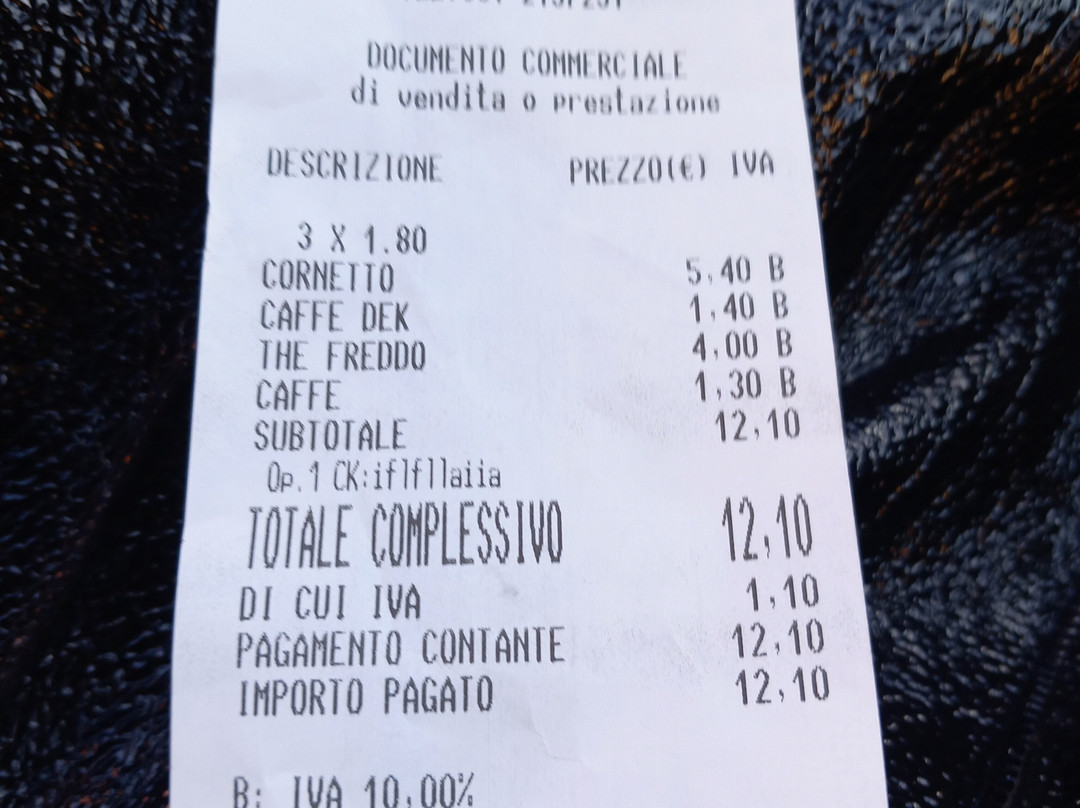 DOCUMENTO COMMERCIALE
di vendita o prestazione
DESCRIZIONE PREZZO(€) IVA
3 X 1.80
CORNETTO 5,40 B
CAFFE DEK 1,40 B
THE FREDDO 4,00 B
CAFFE 1,30 B
SUBTOTALE 12,10
Op.1 CK:iflfllaiia
TOTALE COMPLESSIVO 12,10
DI CUI IVA 1,10
PAGAMENTO CONTANTE 12,10
IMPORTO PAGATO 12,10
B: IVA 10,00%